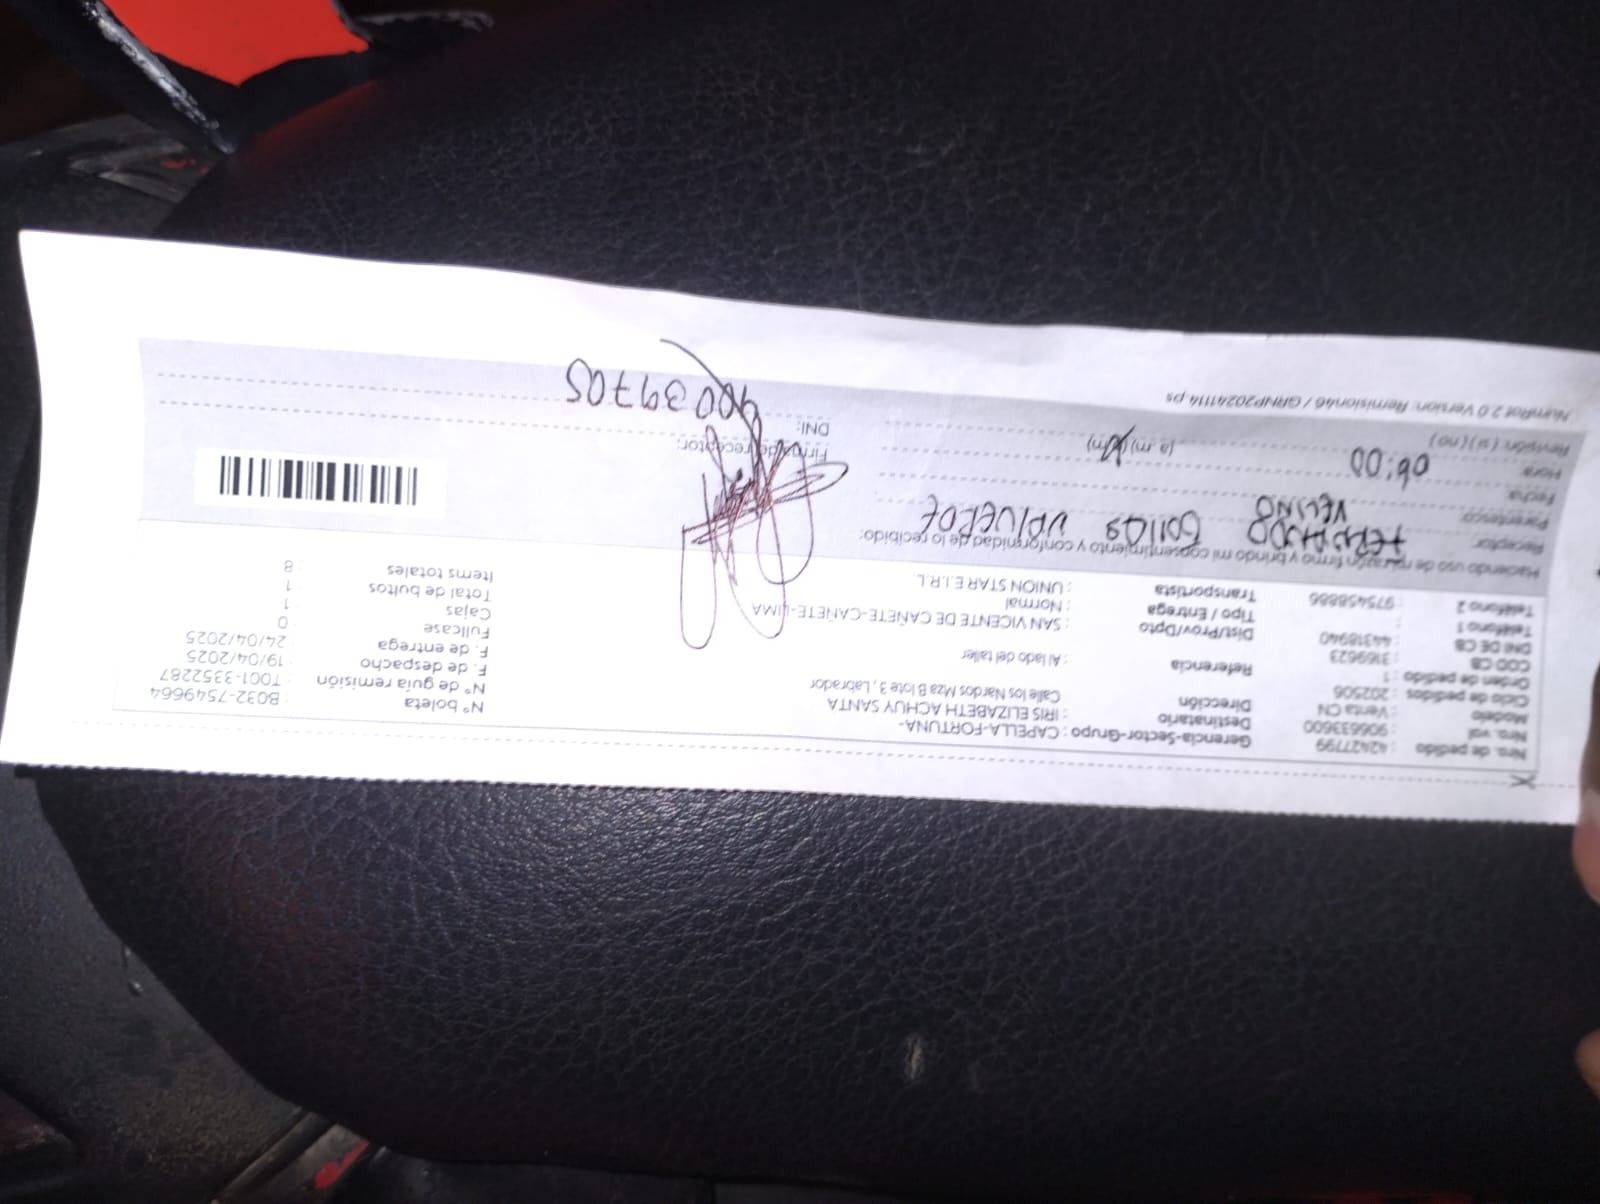 Nro. de pedido : 42427799
Nro. val : 906633600
Modelo : Venta CN
Ciclo de pedidos : 202506
Orden de pedido : 1
COD CB : 3169623
DNI DE CB : 44318940
Teléfono 1 :
Teléfono 2 : 975458886
Gerencia-Sector-Grupo : CAPELLA-FORTUNA-
Destinatario : IRIS ELIZABETH ACHUY SANTA
Dirección Calle los Nardos Mza B lote 3 , Labrador
Referencia : Al lado del taller
Dist/Prov/Dpto : SAN VICENTE DE CAÑETE-CAÑETE-LIMA
Tipo / Entrega : Normal
Transportista : UNION STAR E.I.R.L.
N° boleta : B032-7549664
N° de guía remisión : T001-3352287
F. de despacho : 19/04/2025
F. de entrega : 24/04/2025
Fullcase : 0
Cajas : 1
Total de bultos : 1
Items totales : 8
Haciendo uso de mi razón firmo y brindo mi consentimiento y conformidad de lo recibido:
Receptor: FERNANDO
Parentesco: VECINO
Fecha
Hora 06:00 (a m) (p m)
Revisión: ( si ) ( no )
Firma de receptor:
DNI: 40039705
NumRot 2.0 Version: Remision46 / GRNP20241114 ps